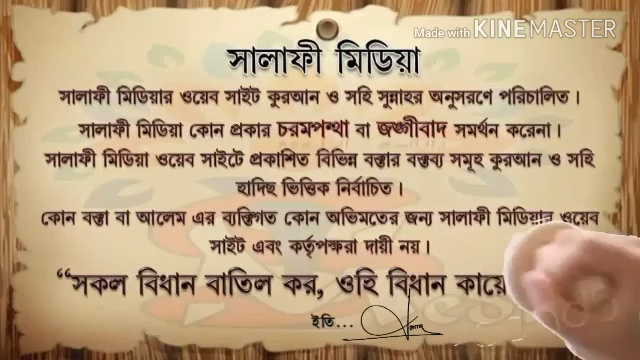 Made with KINEMASTER
সালাফী মিডিয়া
সালাফী মিডিয়ার ওয়েব সাইট কুরআন ও সহি সুন্নাহর অনুসরণে পরিচালিত।
সালাফী মিডিয়া কোন প্রকার চরমপন্থা বা জঙ্গীবাদ সমর্থন করেনা।
সালাফী মিডিয়া ওয়েব সাইটে প্রকাশিত বিভিন্ন বক্তার বক্তব্য সমূহ কুরআন ও সহি
হাদিছ ভিত্তিক নির্বাচিত।
কোন বক্তা বা আলেম এর ব্যক্তিগত কোন অভিমতের জন্য সালাফী মিডিয়ার ওয়েব
সাইট এবং কর্তৃপক্ষরা দায়ী নয়।
“সকল বিধান বাতিল কর, ওহি বিধান কায়ে
ইতি...